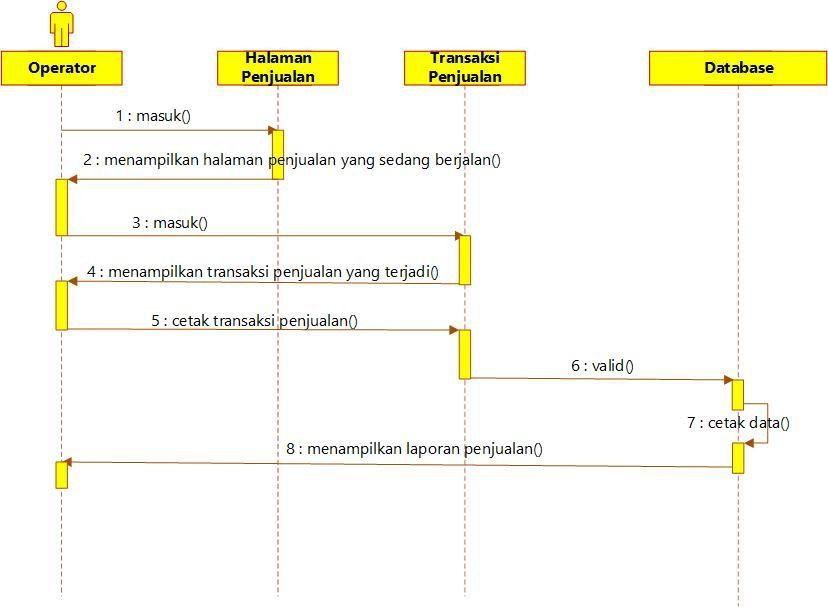 Operator
Halaman
Penjualan
Transaksi
Penjualan
Database
1 : masuk()
2 : menampilkan halaman penjualan yang sedang berjalan()
3 : masuk()
4 : menampilkan transaksi penjualan yang terjadi()
5 : cetak transaksi penjualan()
6 : valid()
7 : cetak data()
8 : menampilkan laporan penjualan()